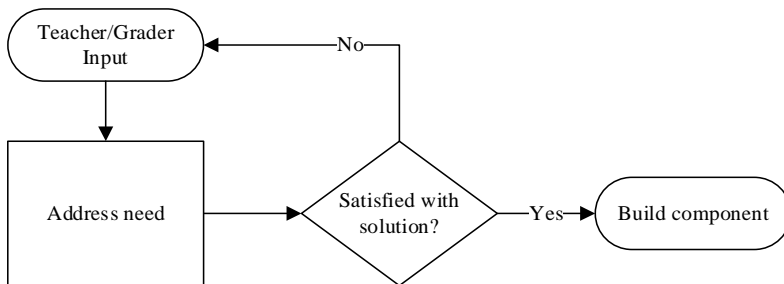 Teacher/Grader
Input
No
Address need
Satisfied with
solution?
Yes
Build component